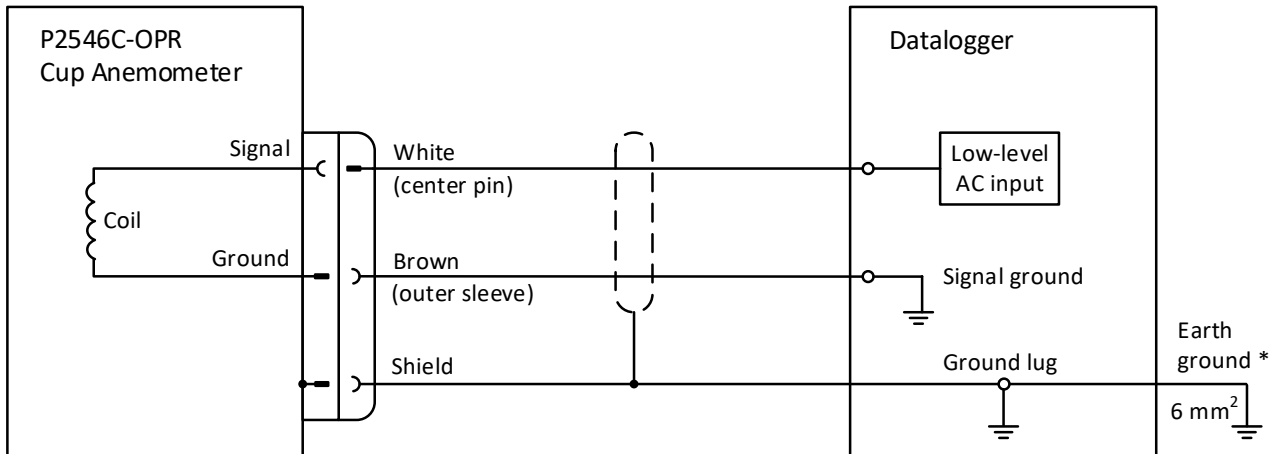 P2546C-OPR
Cup Anemometer
Datalogger
Signal
White
(center pin)
Low-level
AC input
Coil
Ground
Brown
(outer sleeve)
Signal ground
Shield
Ground lug
Earth
ground *
6 mm²